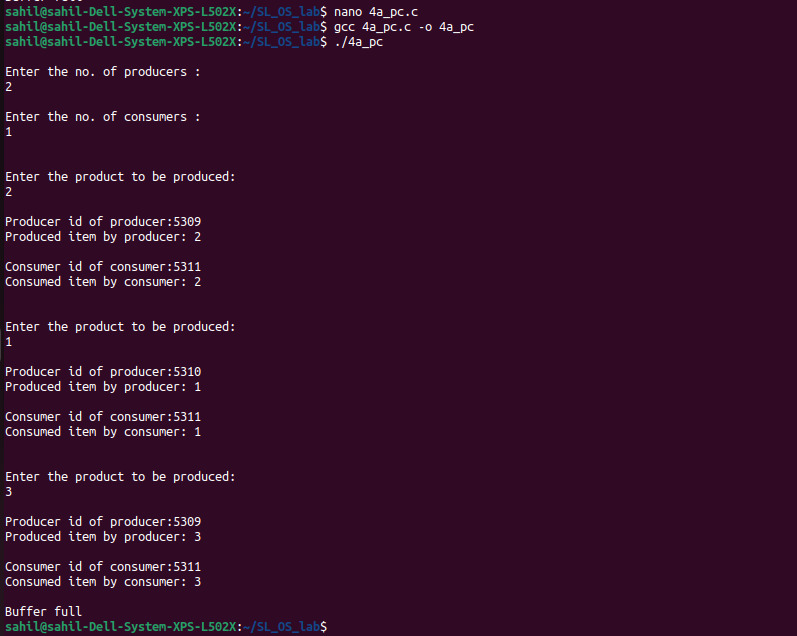 Buffer full
sahil@sahil-Dell-System-XPS-L502X:~/SL_OS_lab$ nano 4a_pc.c
sahil@sahil-Dell-System-XPS-L502X:~/SL_OS_lab$ gcc 4a_pc.c -o 4a_pc
sahil@sahil-Dell-System-XPS-L502X:~/SL_OS_lab$ ./4a_pc
Enter the no. of producers :
2
Enter the no. of consumers :
1
Enter the product to be produced:
2
Producer id of producer:5309
Produced item by producer: 2
Consumer id of consumer:5311
Consumed item by consumer: 2
Enter the product to be produced:
1
Producer id of producer:5310
Produced item by producer: 1
Consumer id of consumer:5311
Consumed item by consumer: 1
Enter the product to be produced:
3
Producer id of producer:5309
Produced item by producer: 3
Consumer id of consumer:5311
Consumed item by consumer: 3
Buffer full
sahil@sahil-Dell-System-XPS-L502X:~/SL_OS_lab$